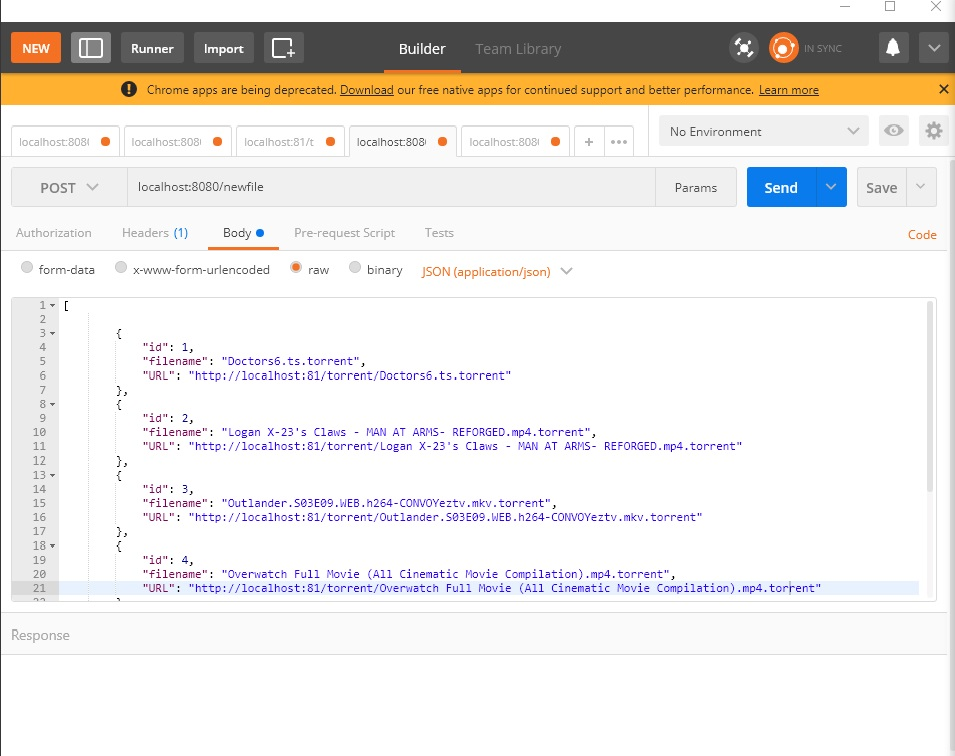 NEW Runner Import Builder Team Library IN SYNC
Chrome apps are being deprecated. Download our free native apps for continued support and better performance. Learn more
localhost:808 localhost:808 localhost:81/t localhost:808 localhost:808 + ••• No Environment
POST localhost:8080/newfile Params Send Save
Authorization Headers (1) Body Pre-request Script Tests Code
form-data x-www-form-urlencoded raw binary JSON (application/json)
1 [
2
3 {
4 "id": 1,
5 "filename": "Doctors6.ts.torrent",
6 "URL": "http://localhost:81/torrent/Doctors6.ts.torrent"
7 },
8 {
9 "id": 2,
10 "filename": "Logan X-23's Claws - MAN AT ARMS- REFORGED.mp4.torrent",
11 "URL": "http://localhost:81/torrent/Logan X-23's Claws - MAN AT ARMS- REFORGED.mp4.torrent"
12 },
13 {
14 "id": 3,
15 "filename": "Outlander.S03E09.WEB.h264-CONVOYeztv.mkv.torrent",
16 "URL": "http://localhost:81/torrent/Outlander.S03E09.WEB.h264-CONVOYeztv.mkv.torrent"
17 },
18 {
19 "id": 4,
20 "filename": "Overwatch Full Movie (All Cinematic Movie Compilation).mp4.torrent",
21 "URL": "http://localhost:81/torrent/Overwatch Full Movie (All Cinematic Movie Compilation).mp4.torrent"
Response